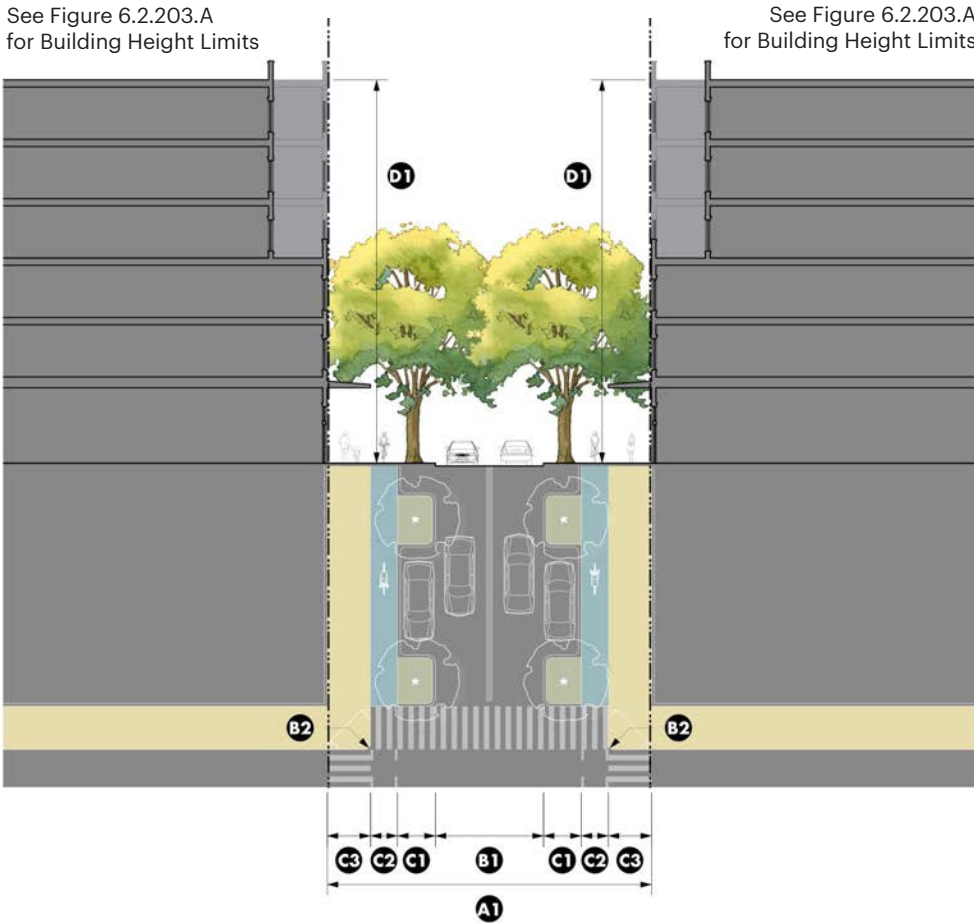 See Figure 6.2.203.A
for Building Height Limits
See Figure 6.2.203.A
for Building Height Limits
D1
D1
B2
B2
C3
C2
C1
B1
C1
C2
C3
A1